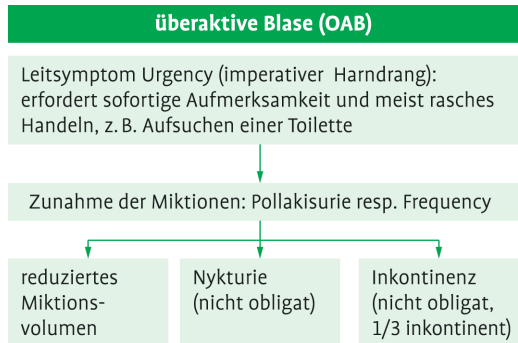 überaktive Blase (OAB)
Leitsymptom Urgency (imperativer Harndrang):
erfordert sofortige Aufmerksamkeit und meist rasches
Handeln, z. B. Aufsuchen einer Toilette
Zunahme der Miktionen: Pollakisurie resp. Frequency
reduziertes
Miktions-
volumen
Nykturie
(nicht obligat)
Inkontinenz
(nicht obligat,
1/3 inkontinent)